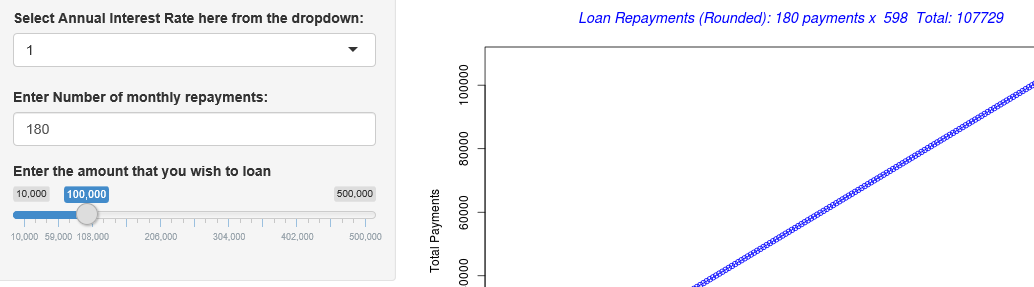 Select Annual Interest Rate here from the dropdown:
1
Enter Number of monthly repayments:
180
Enter the amount that you wish to loan
10,000 100,000 500,000
10,000 59,000 108,000 206,000 304,000 402,000 500,000
Loan Repayments (Rounded): 180 payments x 598 Total: 107729
100000
80000
60000
Total Payments